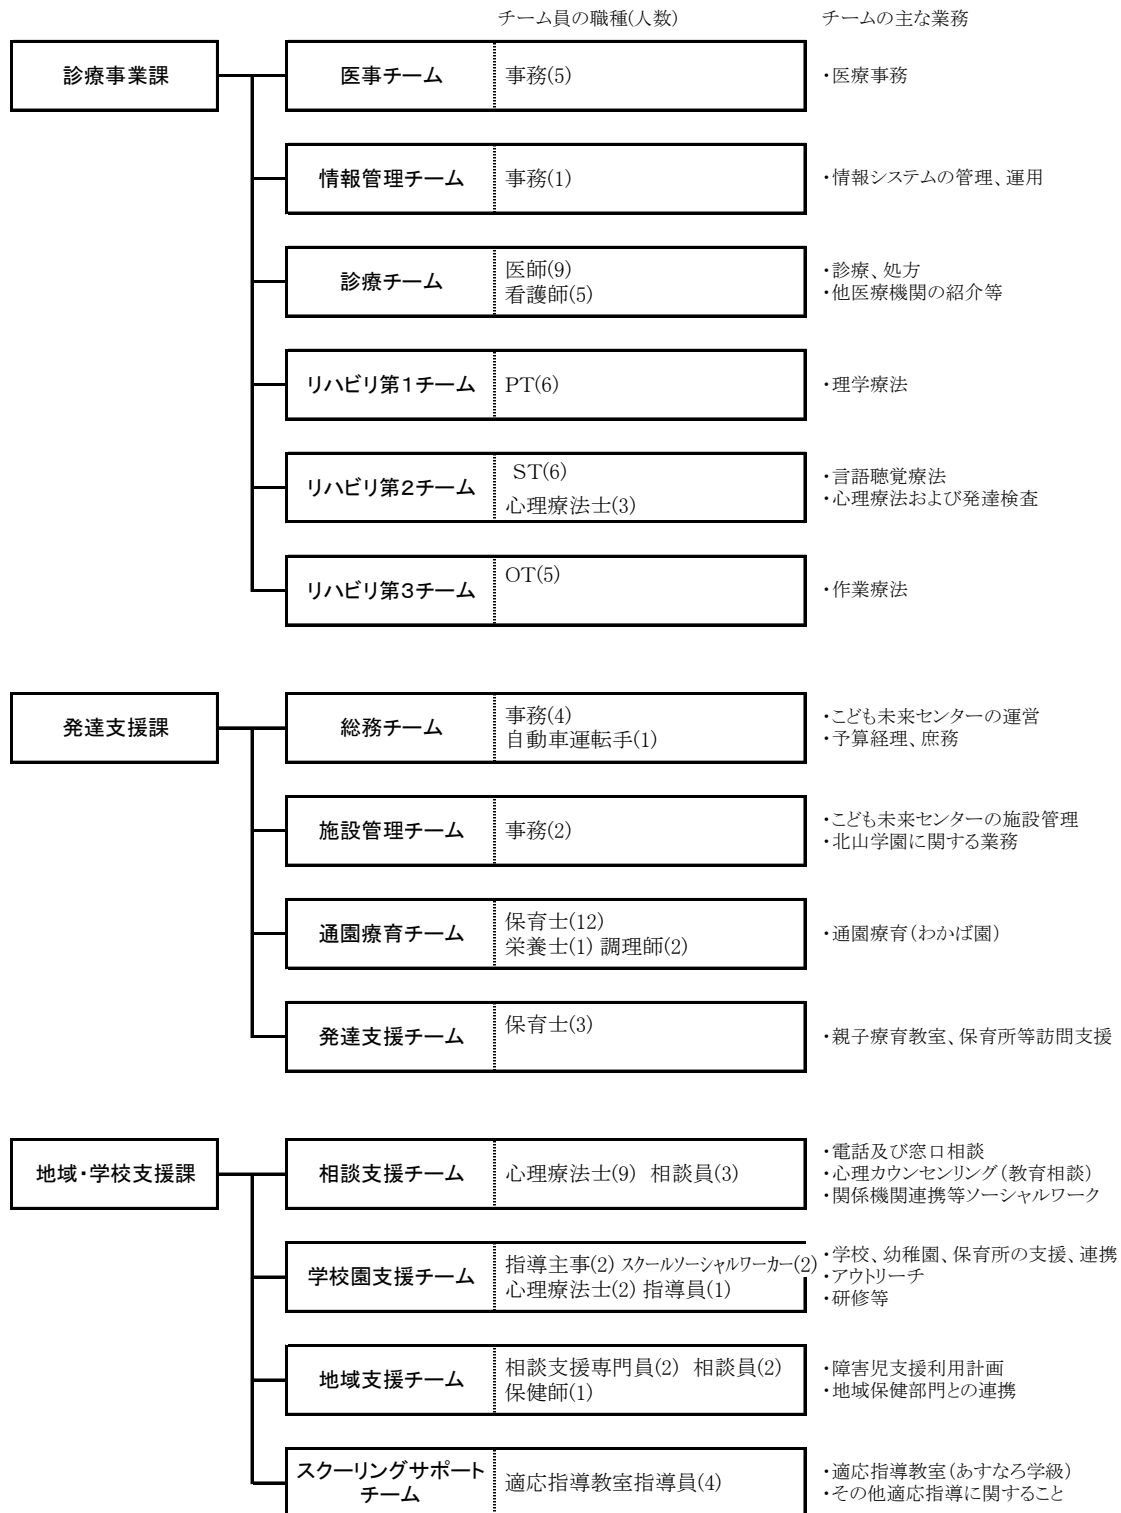 チーム員の職種(人数) チームの主な業務
診療事業課 医事チーム 事務(5) ・医療事務
情報管理チーム 事務(1) ・情報システムの管理、運用
診療チーム
医師(9)
看護師(5)
・診療、処方
・他医療機関の紹介等
リハビリ第1チーム PT(6) ・理学療法
リハビリ第2チーム
ST(6)
心理療法士(3)
・言語聴覚療法
・心理療法および発達検査
リハビリ第3チーム OT(5) ・作業療法
発達支援課 総務チーム
事務(4)
自動車運転手(1)
・こども未来センターの運営
・予算経理、庶務
施設管理チーム 事務(2)
・こども未来センターの施設管理
・北山学園に関する業務
通園療育チーム
保育士(12)
栄養士(1) 調理師(2)
・通園療育(わかば園)
発達支援チーム 保育士(3) ・親子療育教室、保育所等訪問支援
地域・学校支援課 相談支援チーム 心理療法士(9) 相談員(3)
・電話及び窓口相談
・心理カウンセンリング(教育相談)
・関係機関連携等ソーシャルワーク
学校園支援チーム
指導主事(2) スクールソーシャルワーカー(2)
心理療法士(2) 指導員(1)
・学校、幼稚園、保育所の支援、連携
・アウトリーチ
・研修等
地域支援チーム
相談支援専門員(2) 相談員(2)
保健師(1)
・障害児支援利用計画
・地域保健部門との連携
スクーリングサポート
チーム
適応指導教室指導員(4)
・適応指導教室(あすなろ学級)
・その他適応指導に関すること